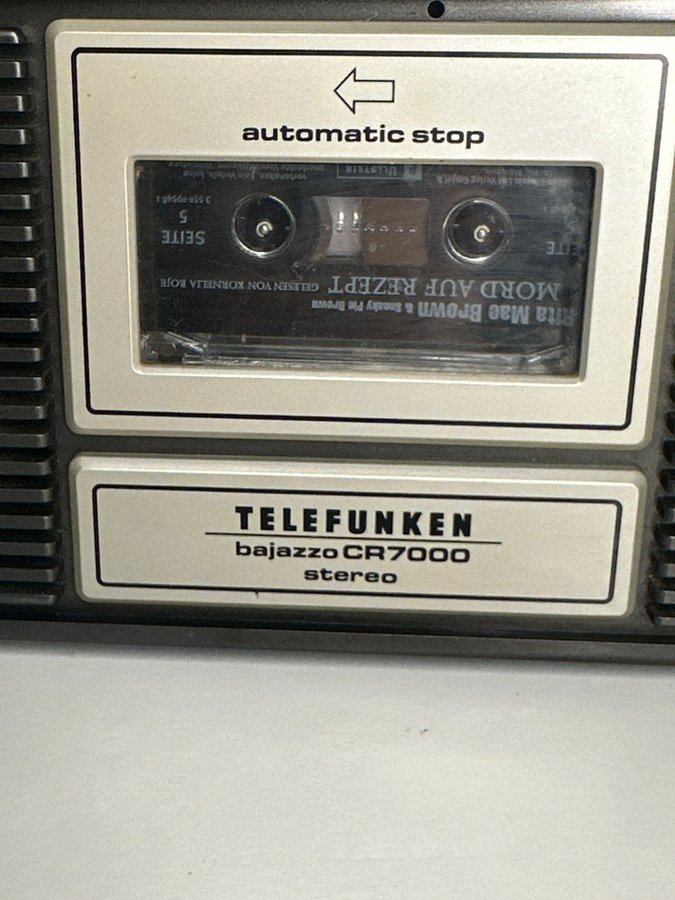 automatic stop
Rita Mae Brown & Sneaky Pie Brown
MORD AUF REZEPT GELESEN VON KORNELIA BOJE
SEITE
5
ULLSTEIN
TELEFUNKEN
bajazzo CR7000
stereo